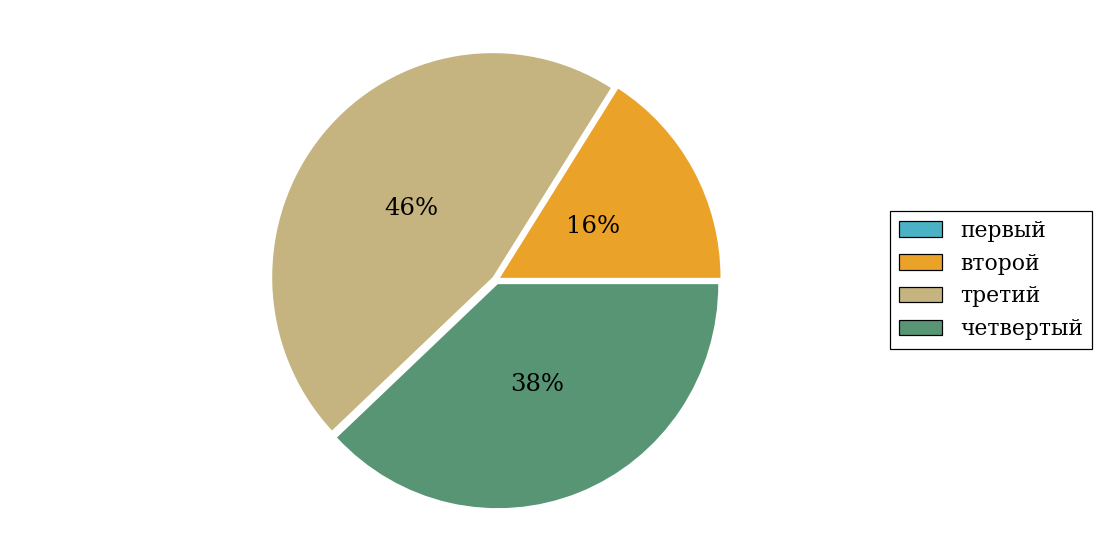 46%
16%
38%
первый
второй
третий
четвертый